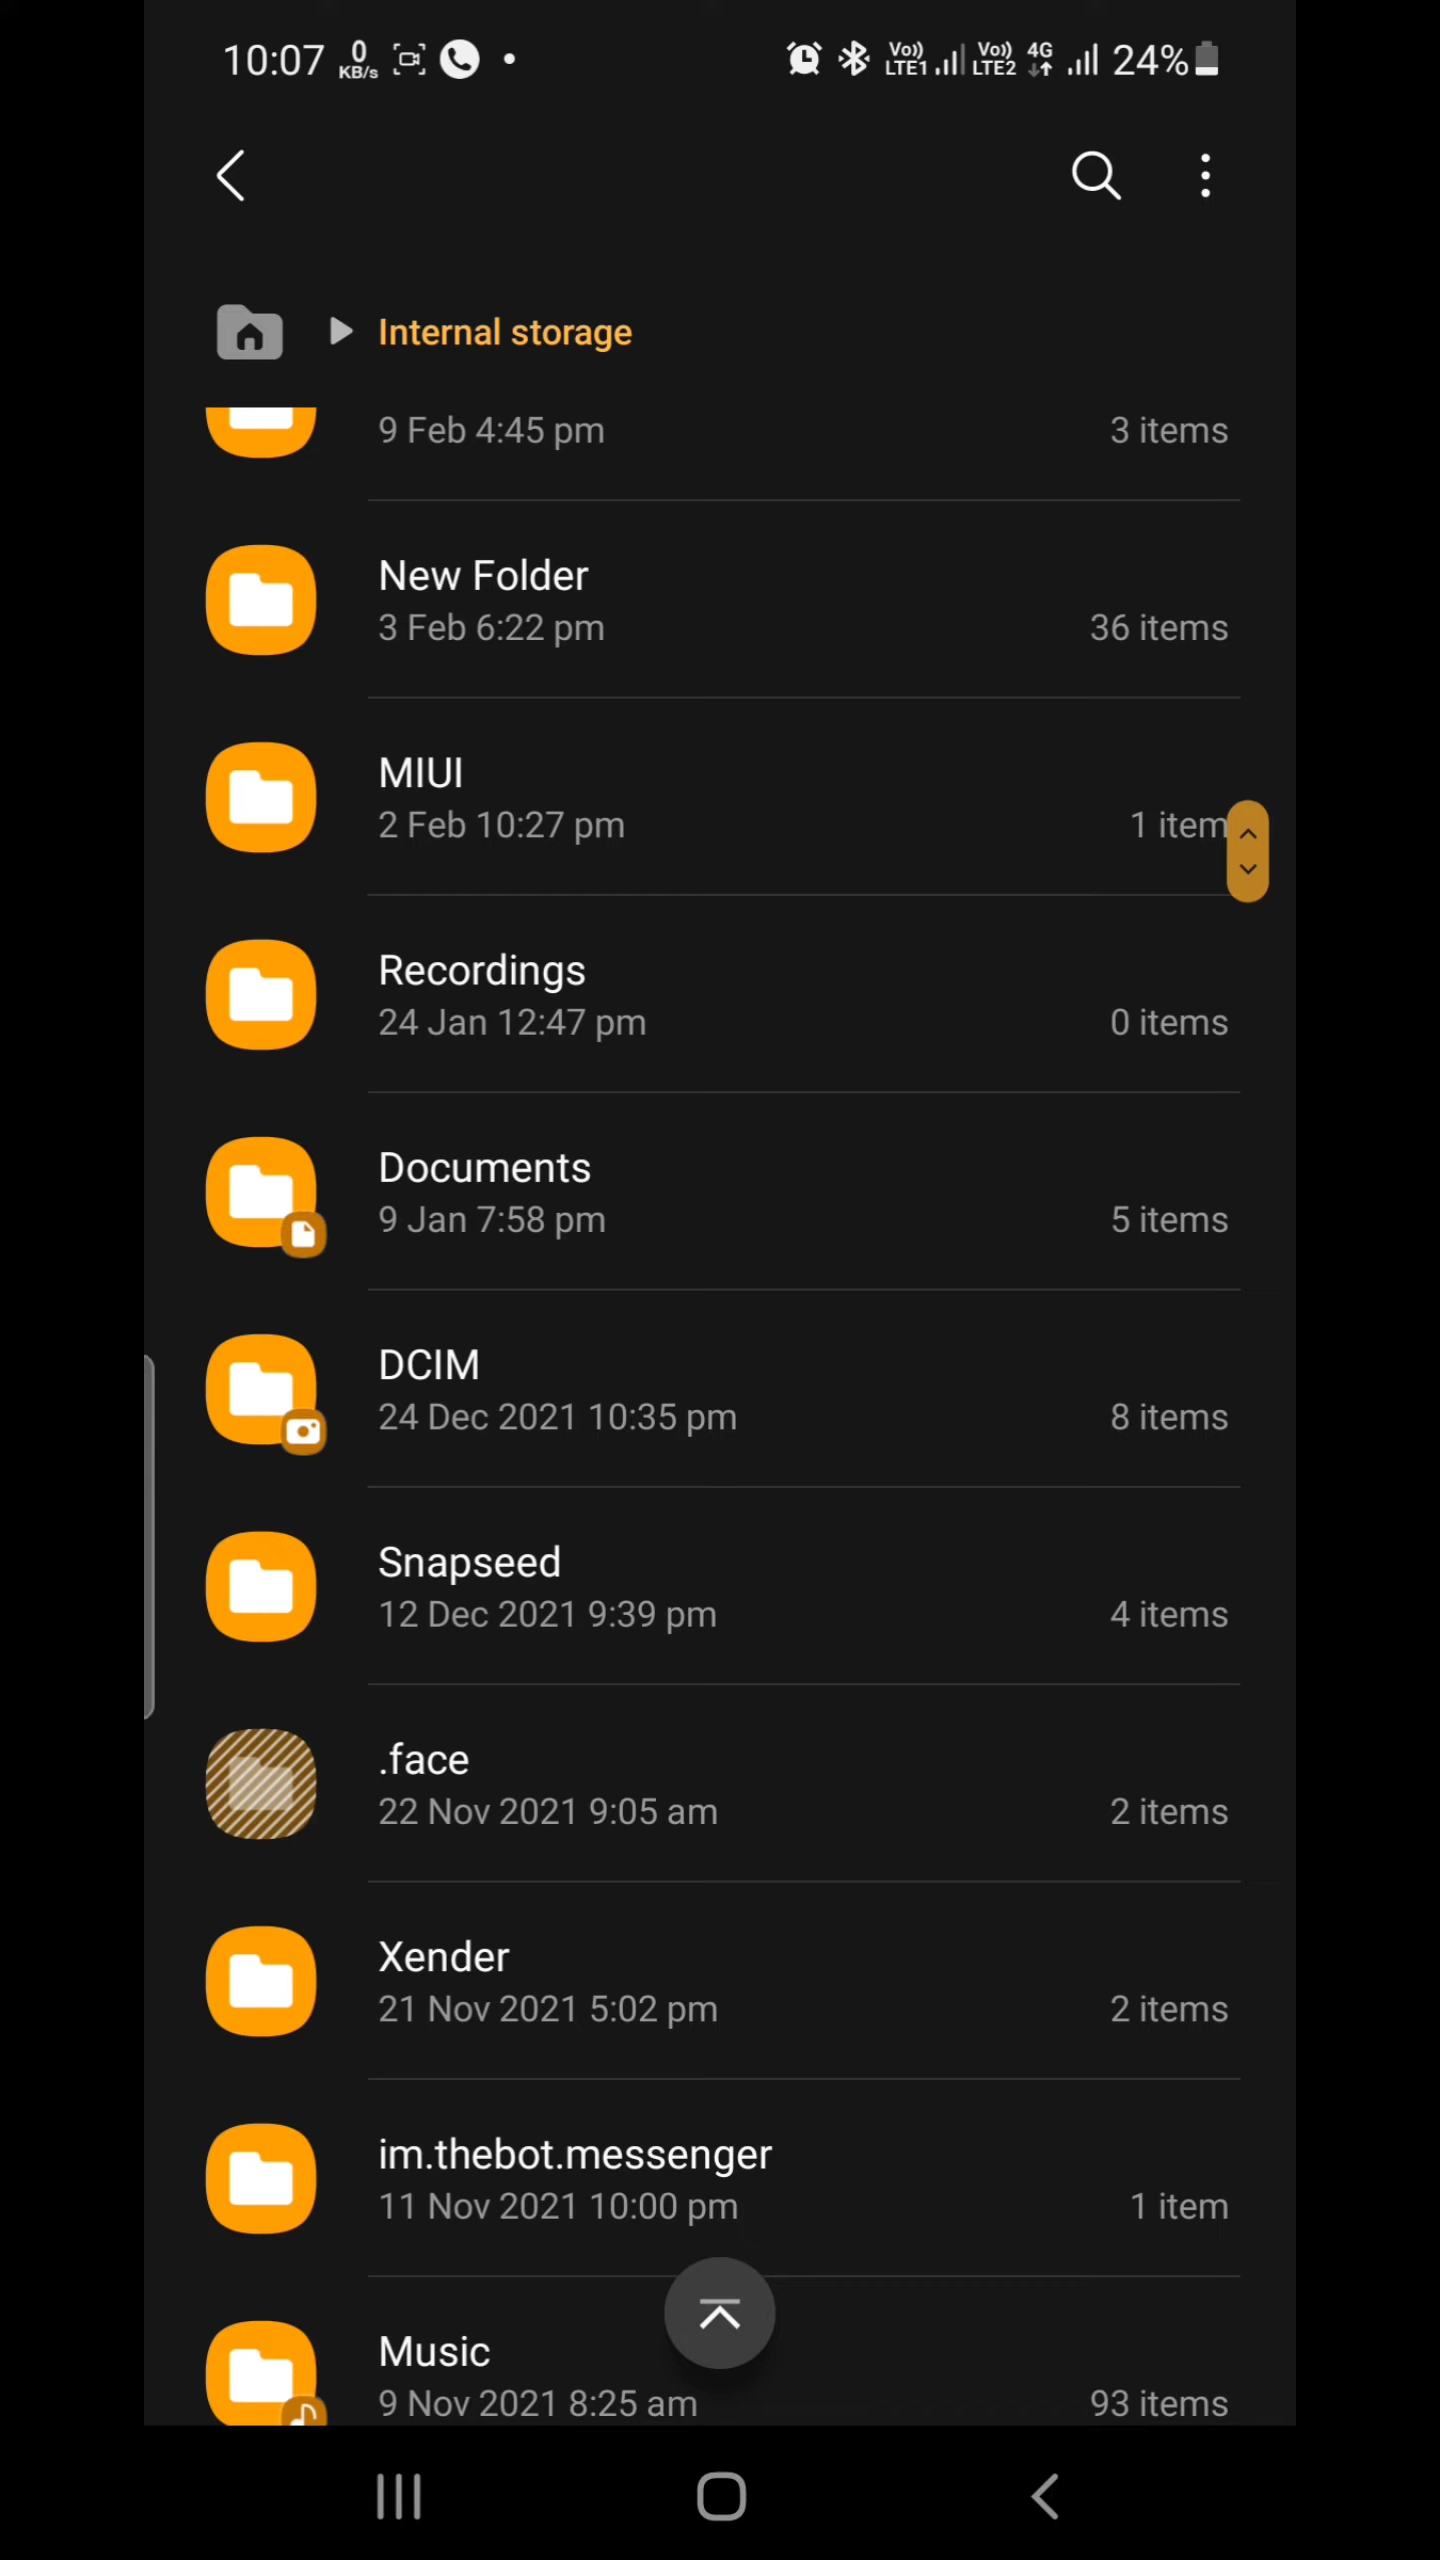 10:07 0 KB/s Vo)) LTE1 Vo)) LTE2 4G 24%
Internal storage
9 Feb 4:45 pm 3 items
New Folder
3 Feb 6:22 pm 36 items
MIUI
2 Feb 10:27 pm 1 item
Recordings
24 Jan 12:47 pm 0 items
Documents
9 Jan 7:58 pm 5 items
DCIM
24 Dec 2021 10:35 pm 8 items
Snapseed
12 Dec 2021 9:39 pm 4 items
.face
22 Nov 2021 9:05 am 2 items
Xender
21 Nov 2021 5:02 pm 2 items
im.thebot.messenger
11 Nov 2021 10:00 pm 1 item
Music
9 Nov 2021 8:25 am 93 items